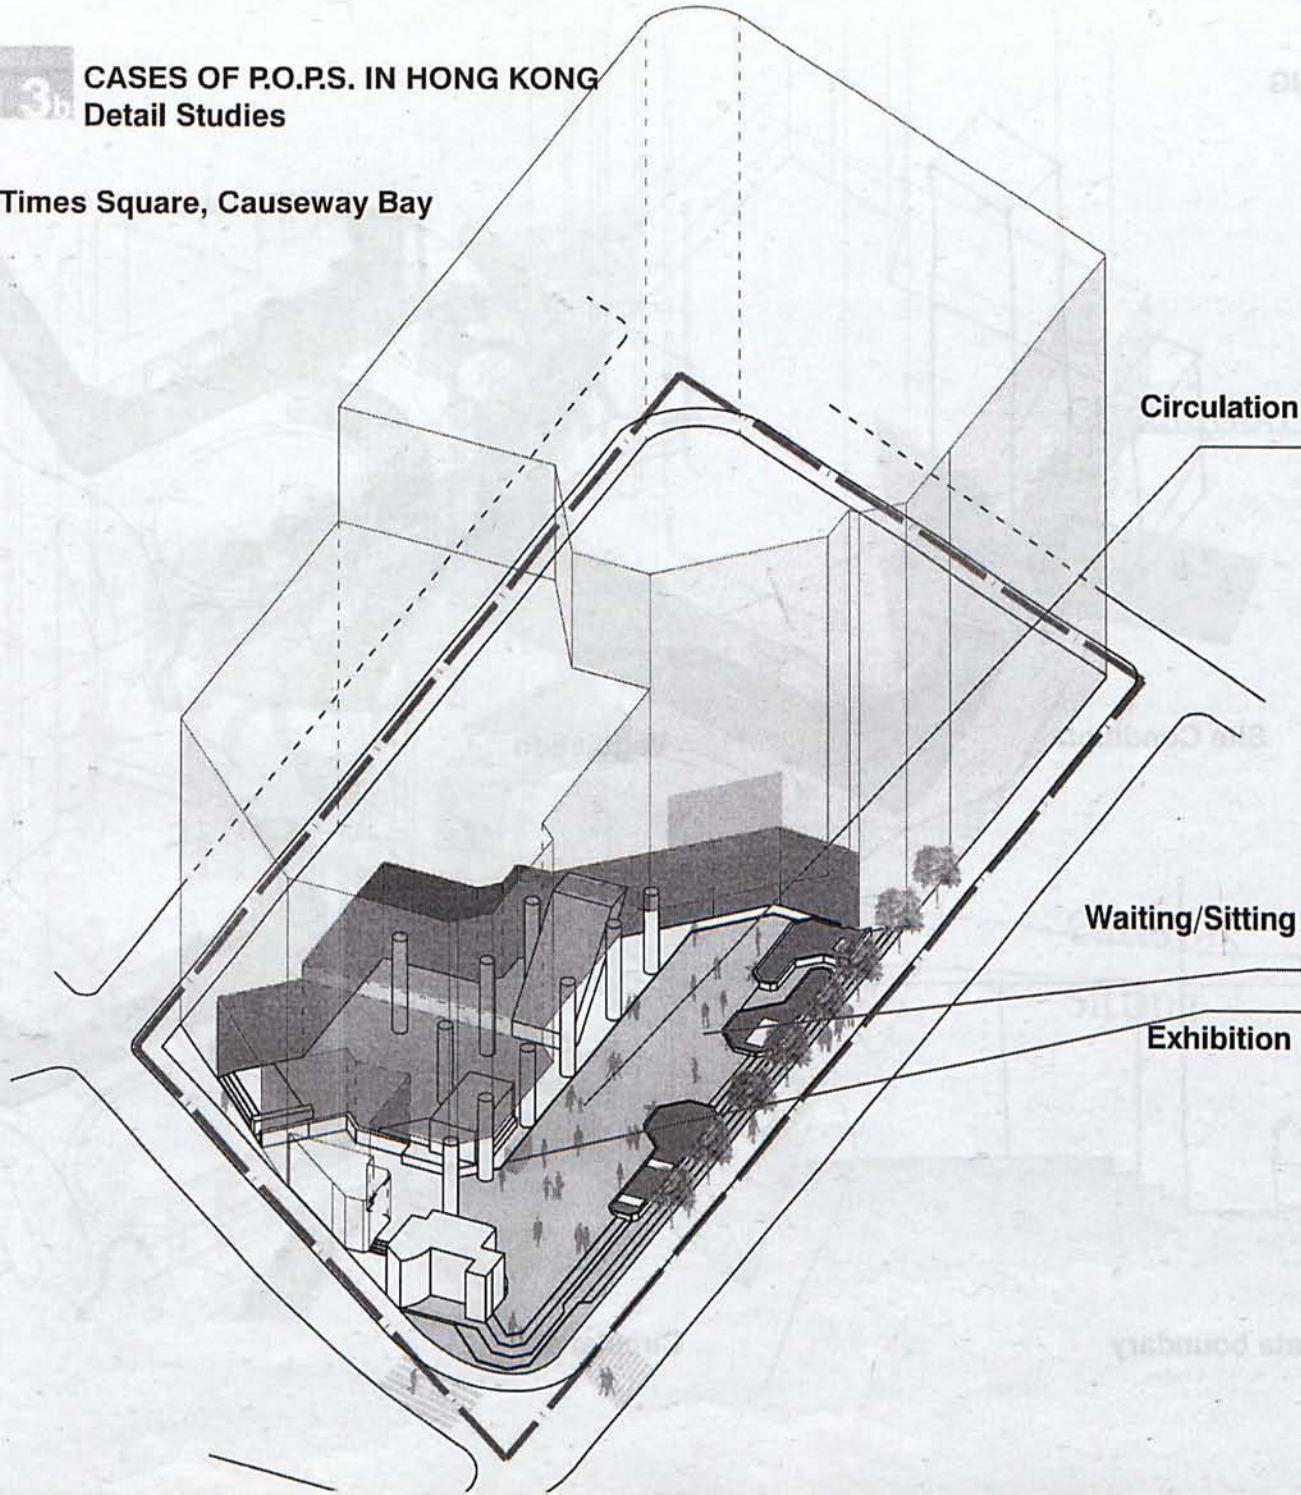 3b
CASES OF P.O.P.S. IN HONG KONG
Detail Studies
Times Square, Causeway Bay
Circulation
Waiting/Sitting
Exhibition